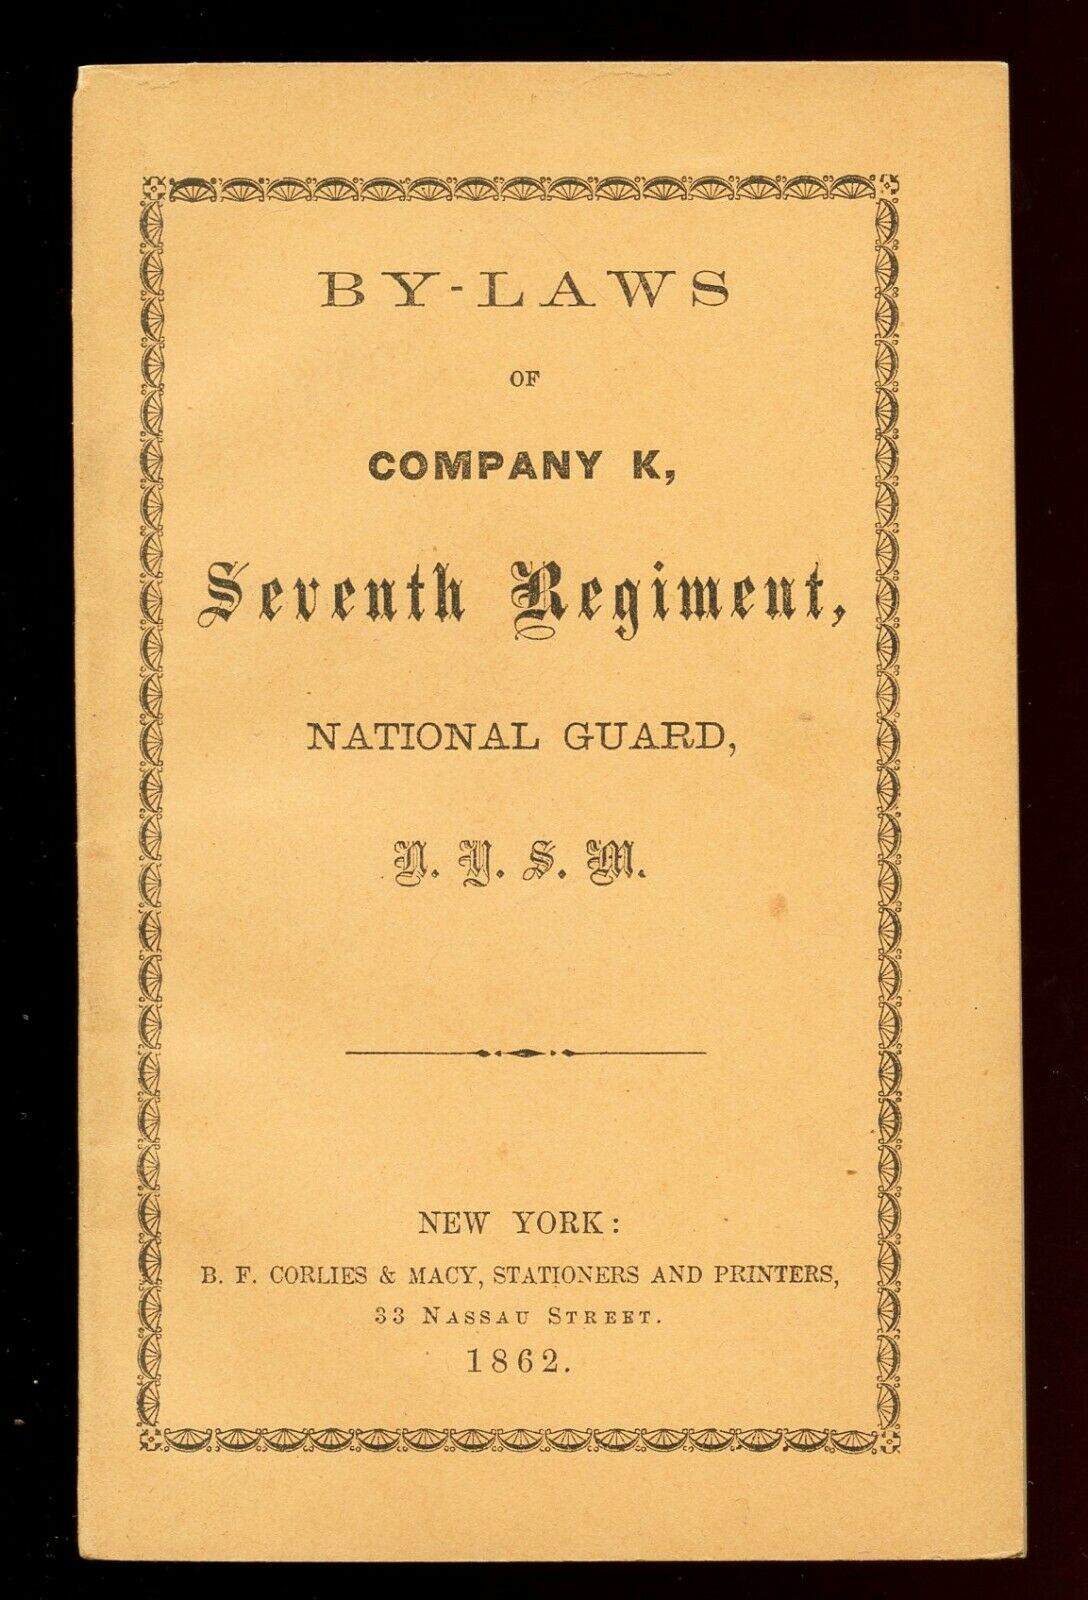 BY-LAWS
OF
COMPANY K,
Seventh Regiment,
NATIONAL GUARD,
N. Y. S. M.
NEW YORK:
B. F. CORLIES & MACY, STATIONERS AND PRINTERS,
33 NASSAU STREET.
1862.